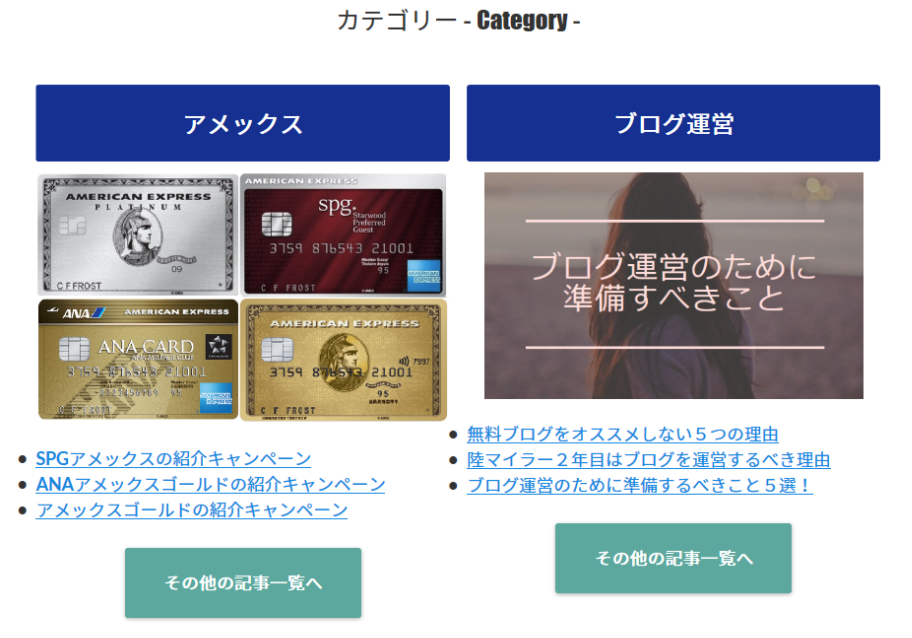 カテゴリー - Category -
アメックス
AMERICAN EXPRESS
PLATINUM
09
C F FROST
AMERICAN EXPRESS
spg.
Starwood
Preferred
Guest
3759 876543 21001
95
AMERICAN
EXPRESS
C F FROST
ANA
AMERICAN EXPRESS
ANA CARD
3759 876543 21001
95
C F FROST
AMERICAN EXPRESS
7997
3759 876543 21001
95
C F FROST
SPGアメックスの紹介キャンペーン
ANAアメックスゴールドの紹介キャンペーン
アメックスゴールドの紹介キャンペーン
その他の記事一覧へ
ブログ運営
ブログ運営のために
準備すべきこと
無料ブログをオススメしない５つの理由
陸マイラー２年目はブログを運営するべき理由
ブログ運営のために準備するべきこと５選！
その他の記事一覧へ